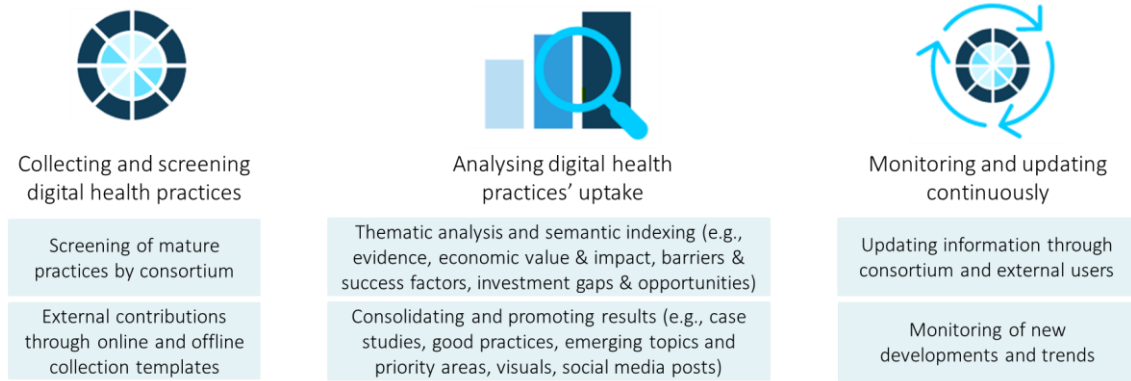 Collecting and screening
digital health practices
Screening of mature
practices by consortium
External contributions
through online and offline
collection templates
Analysing digital health
practices’ uptake
Thematic analysis and semantic indexing (e.g.,
evidence, economic value & impact, barriers &
success factors, investment gaps & opportunities)
Consolidating and promoting results (e.g., case
studies, good practices, emerging topics and
priority areas, visuals, social media posts)
Monitoring and updating
continuously
Updating information through
consortium and external users
Monitoring of new
developments and trends